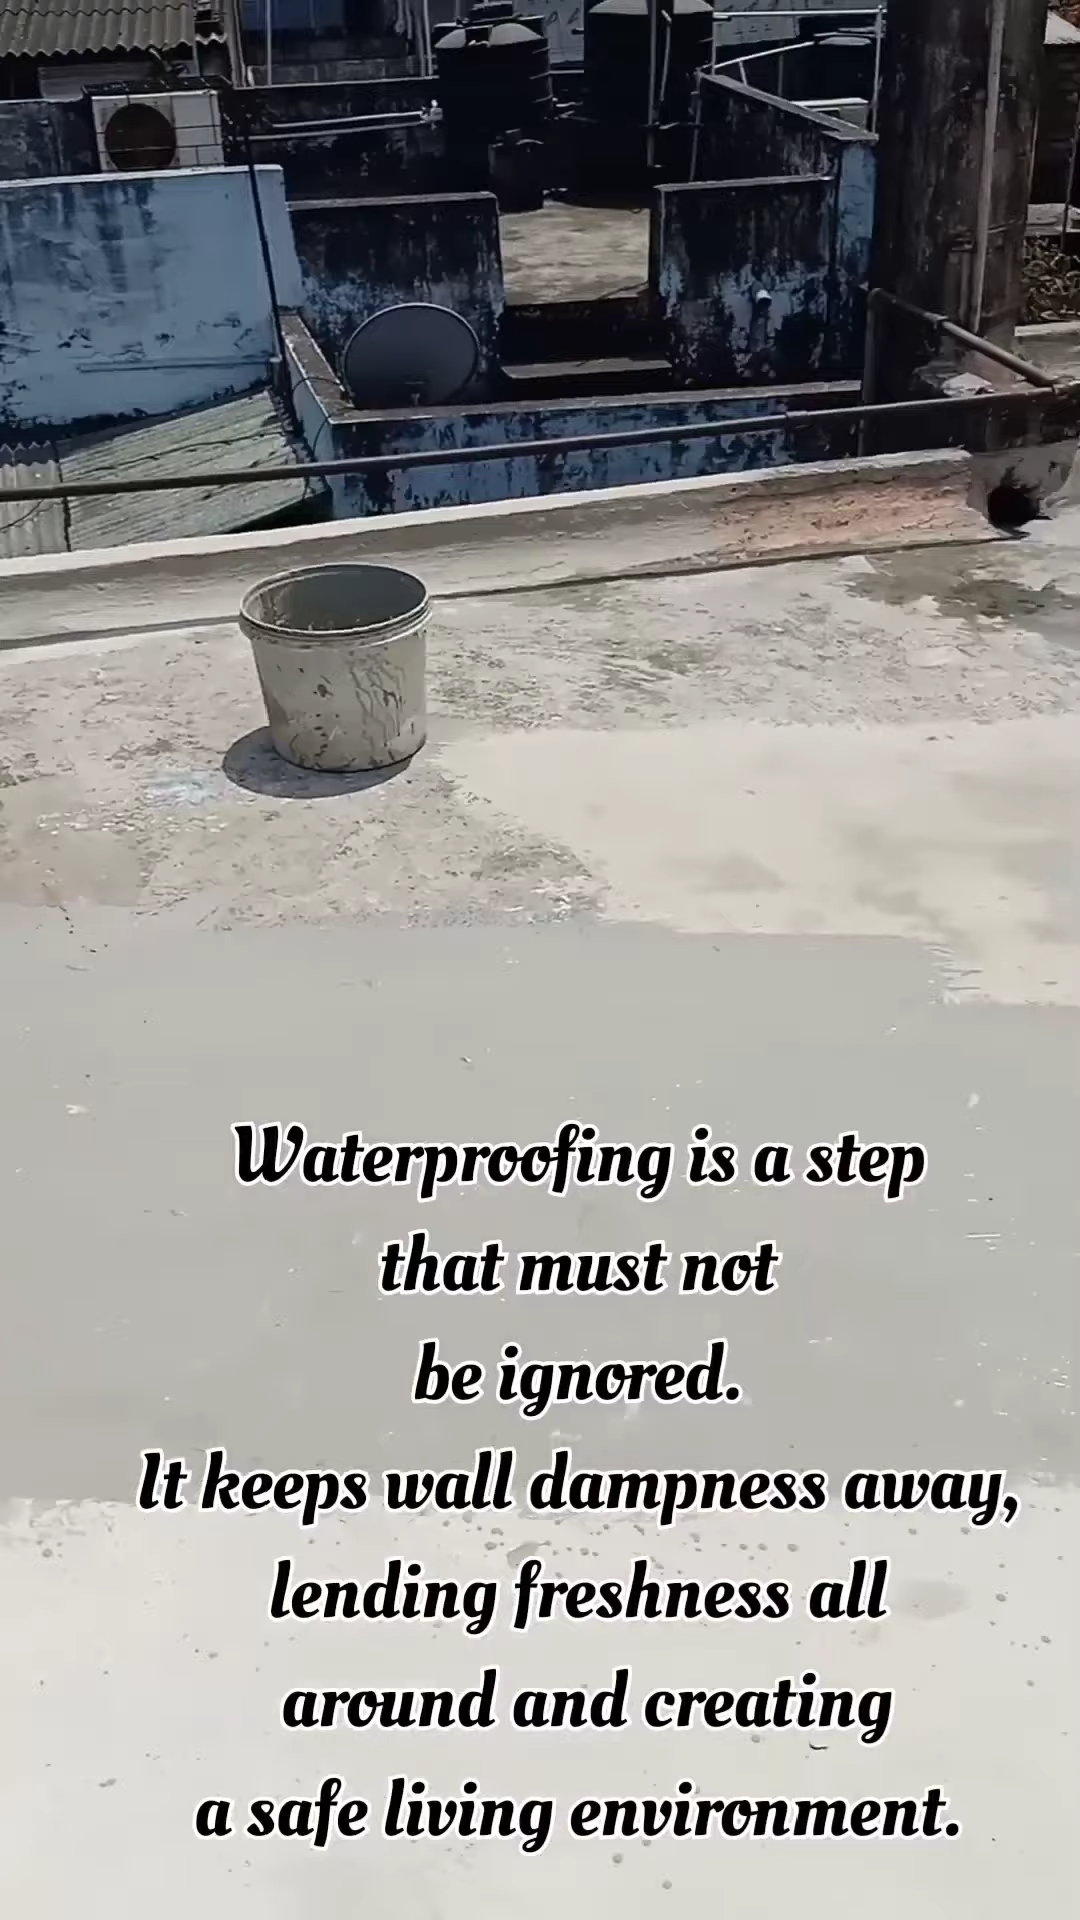 Waterproofing is a step
that must not
be ignored.
It keeps wall dampness away,
lending freshness all
around and creating
a safe living environment.